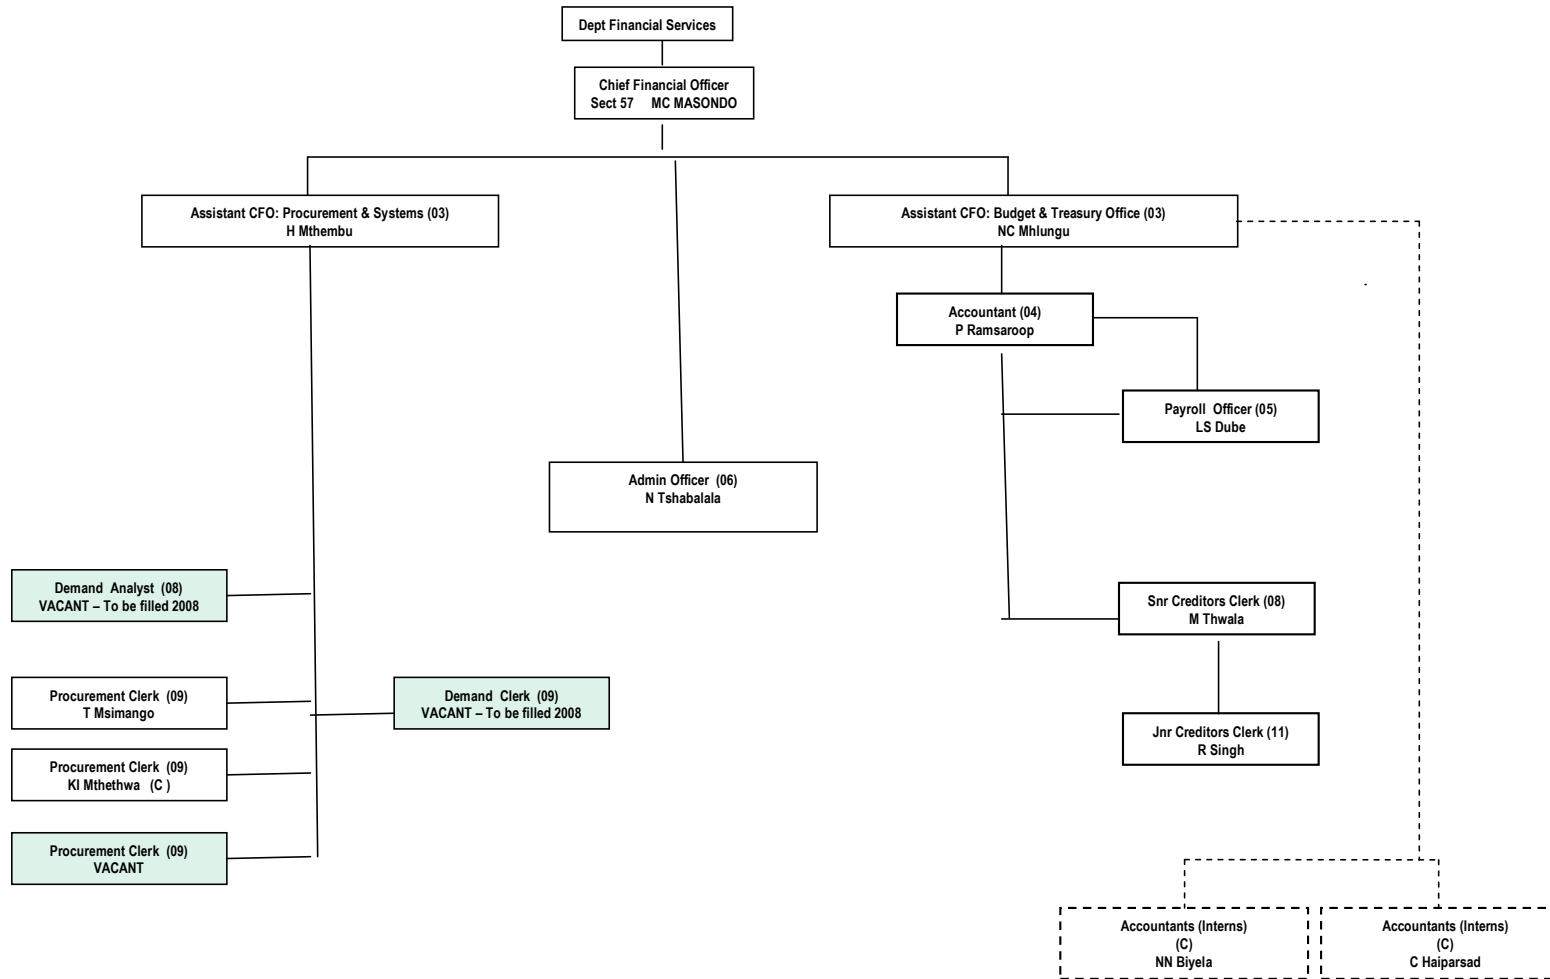 Dept Financial Services
Chief Financial Officer
Sect 57 MC MASONDO
Assistant CFO: Procurement & Systems (03)
H Mthembu
Assistant CFO: Budget & Treasury Office (03)
NC Mhlungu
Accountant (04)
P Ramsaroop
Payroll Officer (05)
LS Dube
Admin Officer (06)
N Tshabalala
Demand Analyst (08)
VACANT – To be filled 2008
Snr Creditors Clerk (08)
M Thwala
Procurement Clerk (09)
T Msimango
Demand Clerk (09)
VACANT – To be filled 2008
Jnr Creditors Clerk (11)
R Singh
Procurement Clerk (09)
KI Mthethwa (C )
Procurement Clerk (09)
VACANT
Accountants (Interns)
(C)
NN Biyela
Accountants (Interns)
(C)
C Haiparsad